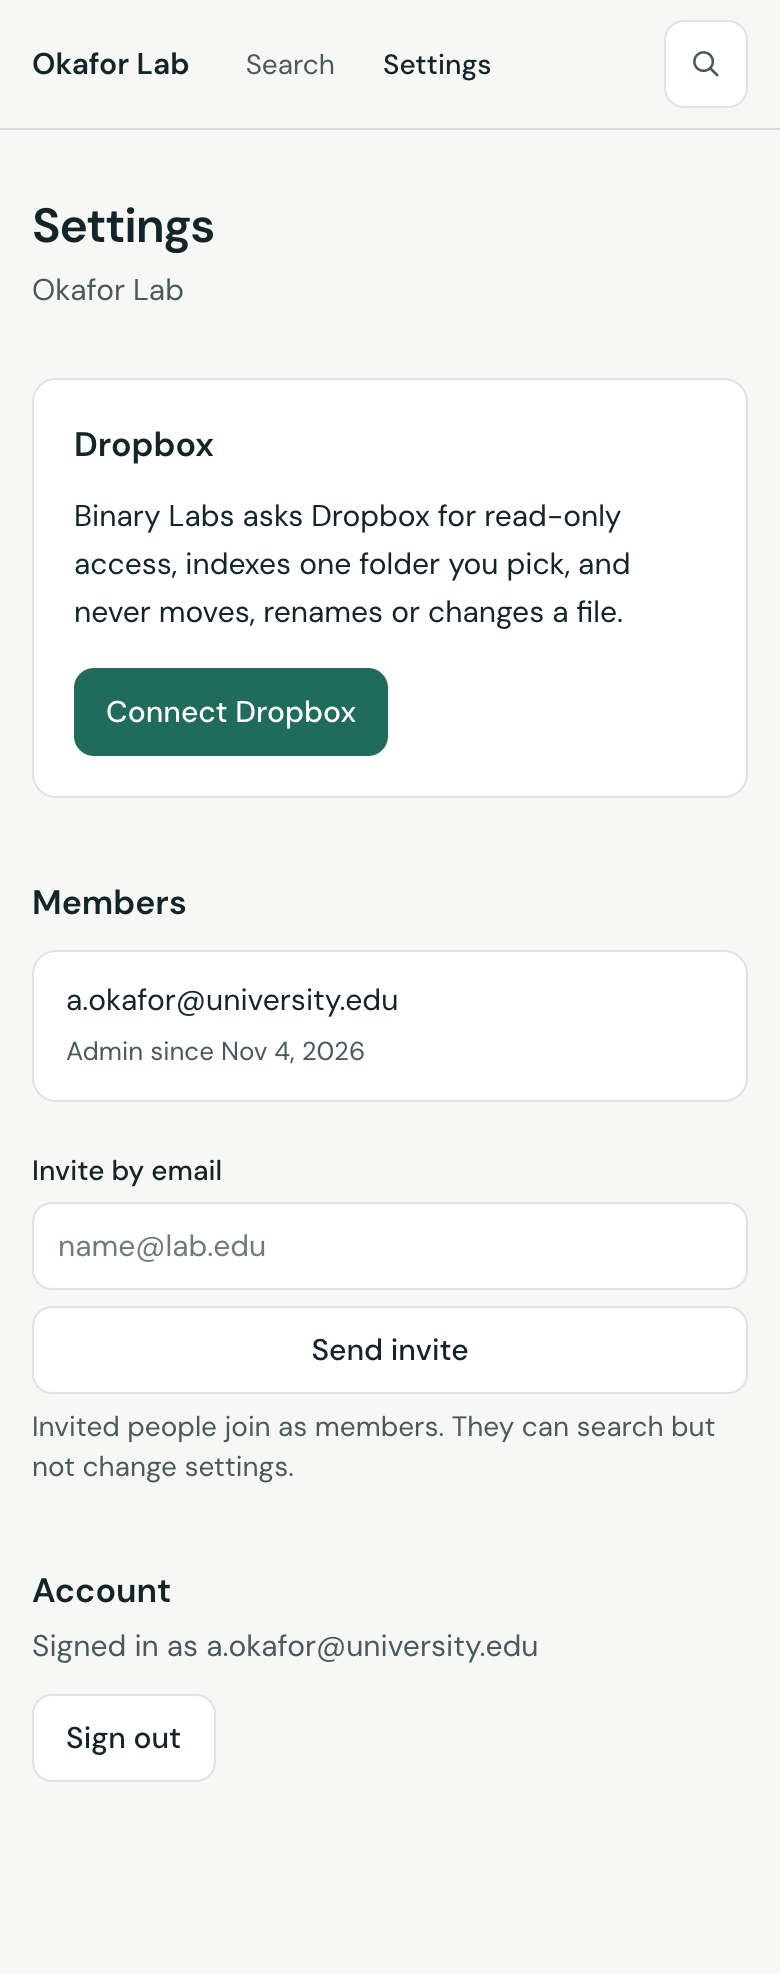 Okafor Lab Search Settings
Settings
Okafor Lab
Dropbox
Binary Labs asks Dropbox for read-only
access, indexes one folder you pick, and
never moves, renames or changes a file.
Connect Dropbox
Members
a.okafor@university.edu
Admin since Nov 4, 2026
Invite by email
name@lab.edu
Send invite
Invited people join as members. They can search but
not change settings.
Account
Signed in as a.okafor@university.edu
Sign out